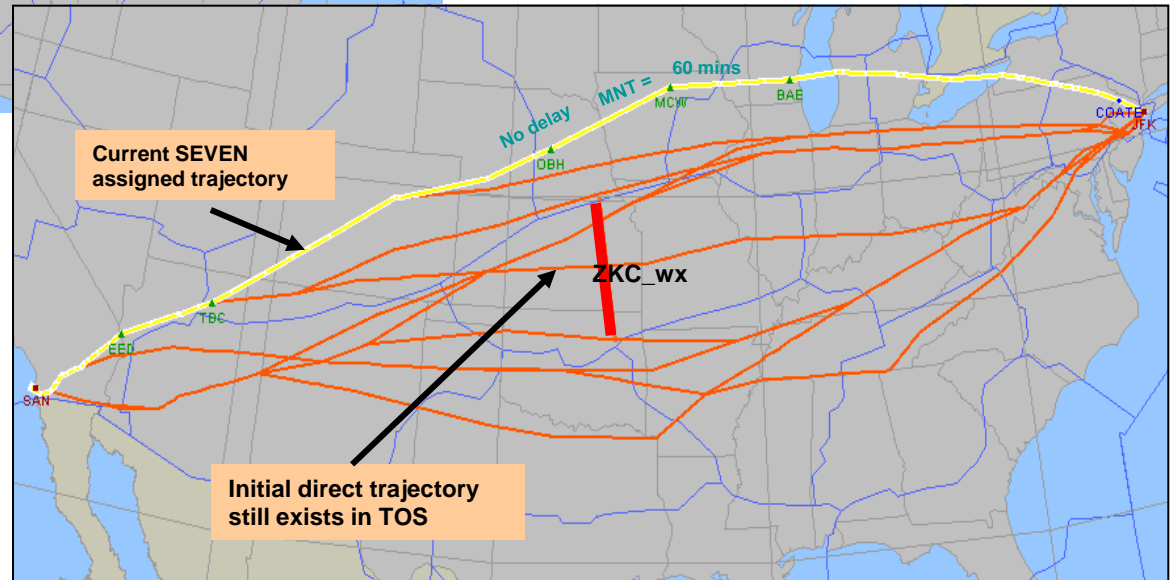 No delay MNT = 60 mins
MCW
BAE
COATE
JFK
Current SEVEN
assigned trajectory
OBH
ZKC_wx
TBC
EED
SAN
Initial direct trajectory
still exists in TOS